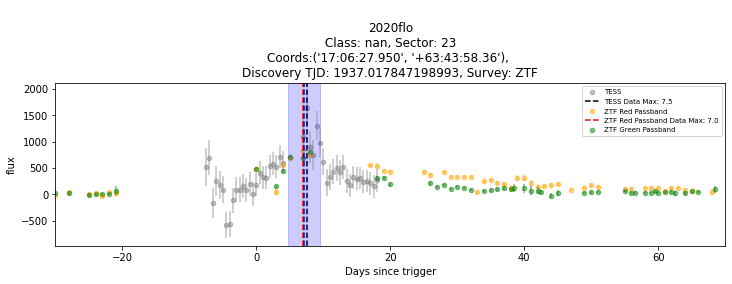 2020flo
Class: nan, Sector: 23
Coords:('17:06:27.950', '+63:43:58.36'),
Discovery TJD: 1937.017847198993, Survey: ZTF
2000
1500
1000
500
0
−500
flux
TESS
TESS Data Max: 7.5
ZTF Red Passband
ZTF Red Passband Data Max: 7.0
ZTF Green Passband
−20
0
20
40
60
Days since trigger